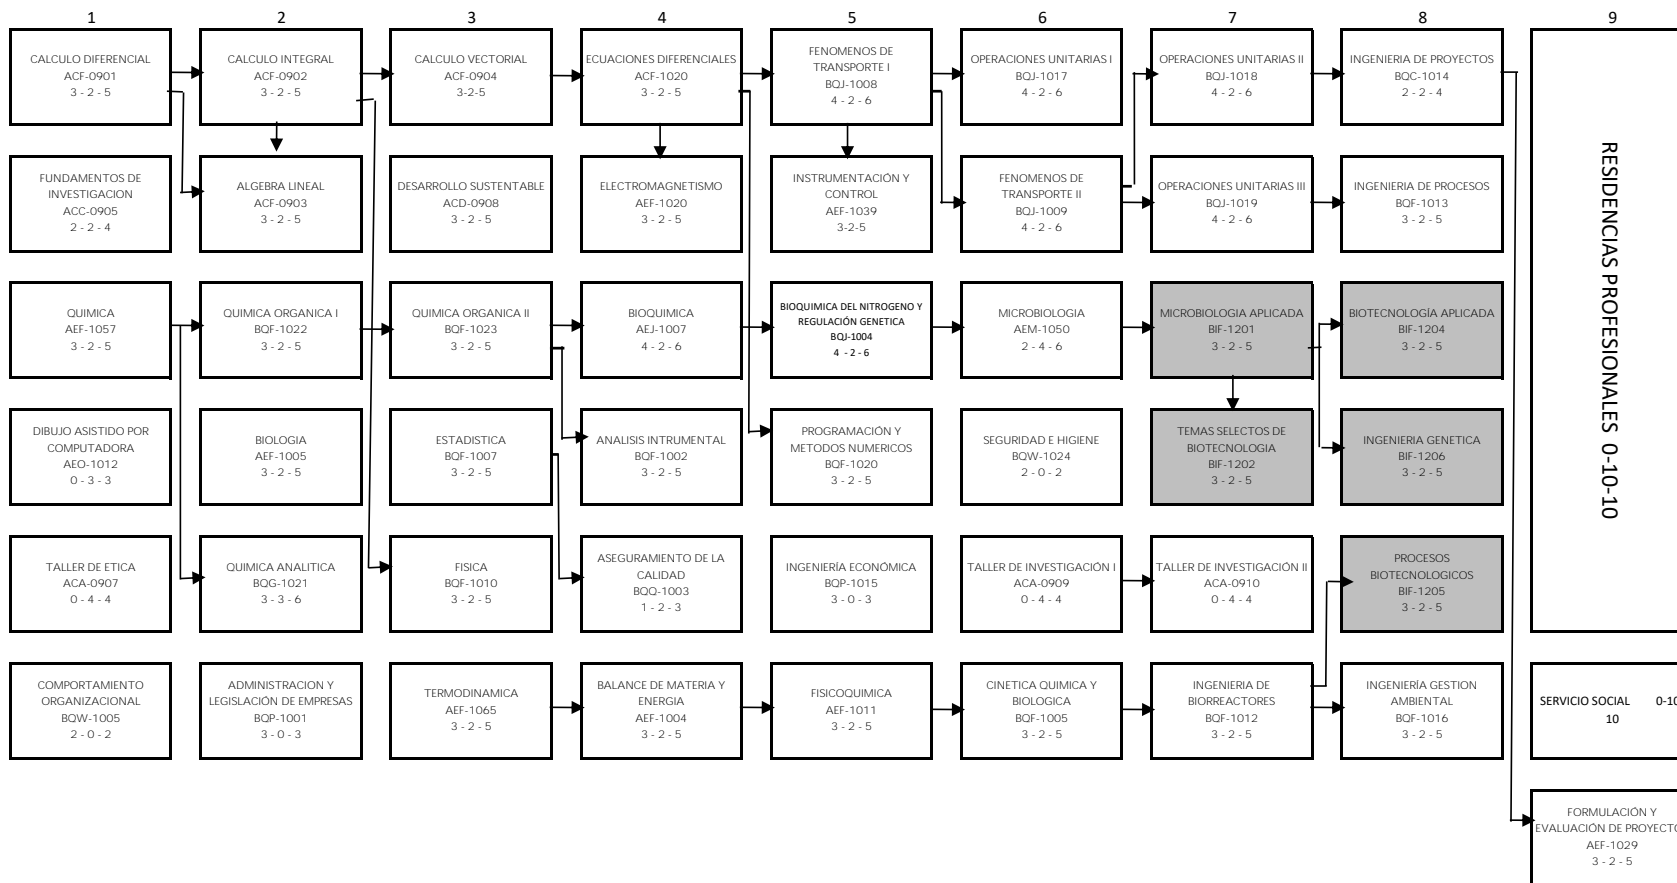 1
2
3
4
5
6
7
8
9
CALCULO DIFERENCIAL
ACF-0901
3 - 2 - 5
CALCULO INTEGRAL
ACF-0902
3 - 2 - 5
CALCULO VECTORIAL
ACF-0904
3-2-5
ECUACIONES DIFERENCIALES
ACF-1020
3 - 2 - 5
FENOMENOS DE
TRANSPORTE I
BQJ-1008
4 - 2 - 6
OPERACIONES UNITARIAS I
BQJ-1017
4 - 2 - 6
OPERACIONES UNITARIAS II
BQJ-1018
4 - 2 - 6
INGENIERIA DE PROYECTOS
BQC-1014
2 - 2 - 4
RESIDENCIAS PROFESIONALES 0-10-10
FUNDAMENTOS DE
INVESTIGACION
ACC-0905
2 - 2 - 4
ALGEBRA LINEAL
ACF-0903
3 - 2 - 5
DESARROLLO SUSTENTABLE
ACD-0908
3 - 2 - 5
ELECTROMAGNETISMO
AEF-1020
3 - 2 - 5
INSTRUMENTACIÓN Y
CONTROL
AEF-1039
3-2-5
FENOMENOS DE
TRANSPORTE II
BQJ-1009
4 - 2 - 6
OPERACIONES UNITARIAS III
BQJ-1019
4 - 2 - 6
INGENIERIA DE PROCESOS
BQF-1013
3 - 2 - 5
QUIMICA
AEF-1057
3 - 2 - 5
QUIMICA ORGANICA I
BQF-1022
3 - 2 - 5
QUIMICA ORGANICA II
BQF-1023
3 - 2 - 5
BIOQUIMICA
AEJ-1007
4 - 2 - 6
BIOQUIMICA DEL NITROGENO Y
REGULACIÓN GENETICA
BQJ-1004
4 - 2 - 6
MICROBIOLOGIA
AEM-1050
2 - 4 - 6
MICROBIOLOGIA APLICADA
BIF-1201
3 - 2 - 5
BIOTECNOLOGÍA APLICADA
BIF-1204
3 - 2 - 5
DIBUJO ASISTIDO POR
COMPUTADORA
AEO-1012
0 - 3 - 3
BIOLOGIA
AEF-1005
3 - 2 - 5
ESTADISTICA
BQF-1007
3 - 2 - 5
ANALISIS INTRUMENTAL
BQF-1002
3 - 2 - 5
PROGRAMACIÓN Y
METODOS NUMERICOS
BQF-1020
3 - 2 - 5
SEGURIDAD E HIGIENE
BQW-1024
2 - 0 - 2
TEMAS SELECTOS DE
BIOTECNOLOGIA
BIF-1202
3 - 2 - 5
INGENIERIA GENETICA
BIF-1206
3 - 2 - 5
TALLER DE ETICA
ACA-0907
0 - 4 - 4
QUIMICA ANALITICA
BQG-1021
3 - 3 - 6
FISICA
BQF-1010
3 - 2 - 5
ASEGURAMIENTO DE LA
CALIDAD
BQQ-1003
1 - 2 - 3
INGENIERÍA ECONÓMICA
BQP-1015
3 - 0 - 3
TALLER DE INVESTIGACIÓN I
ACA-0909
0 - 4 - 4
TALLER DE INVESTIGACIÓN II
ACA-0910
0 - 4 - 4
PROCESOS
BIOTECNOLOGICOS
BIF-1205
3 - 2 - 5
COMPORTAMIENTO
ORGANIZACIONAL
BQW-1005
2 - 0 - 2
ADMINISTRACION Y
LEGISLACIÓN DE EMPRESAS
BQP-1001
3 - 0 - 3
TERMODINAMICA
AEF-1065
3 - 2 - 5
BALANCE DE MATERIA Y
ENERGIA
AEF-1004
3 - 2 - 5
FISICOQUIMICA
AEF-1011
3 - 2 - 5
CINETICA QUIMICA Y
BIOLOGICA
BQF-1005
3 - 2 - 5
INGENIERIA DE
BIORREACTORES
BQF-1012
3 - 2 - 5
INGENIERÍA GESTION
AMBIENTAL
BQF-1016
3 - 2 - 5
SERVICIO SOCIAL 0-10
10
FORMULACIÓN Y
EVALUACIÓN DE PROYECTO
AEF-1029
3 - 2 - 5